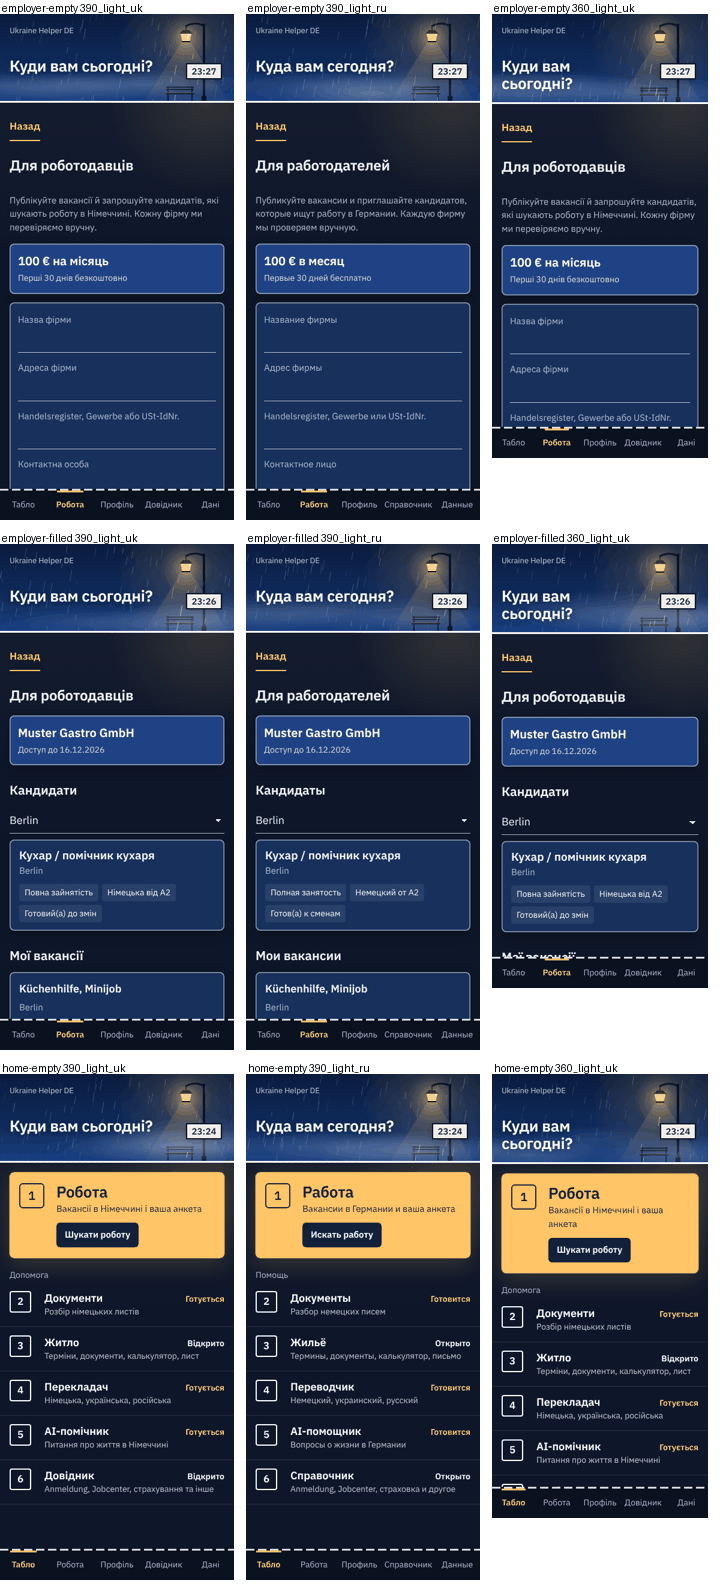 employer-empty 390_light_uk
Ukraine Helper DE
Куди вам сьогодні?
23:27
Назад
Для роботодавців
Публікуйте вакансії й запрошуйте кандидатів, які
шукають роботу в Німеччині. Кожну фірму ми
перевіряємо вручну.
100 € на місяць
Перші 30 днів безкоштовно
Назва фірми
Адреса фірми
Handelsregister, Gewerbe або USt-IdNr.
Контактна особа
Табло Робота Профіль Довідник Дані
employer-empty 390_light_ru
Ukraine Helper DE
Куда вам сегодня?
23:27
Назад
Для работодателей
Публикуйте вакансии и приглашайте кандидатов,
которые ищут работу в Германии. Каждую фирму
мы проверяем вручную.
100 € в месяц
Первые 30 дней бесплатно
Название фирмы
Адрес фирмы
Handelsregister, Gewerbe или USt-IdNr.
Контактное лицо
Табло Работа Профиль Справочник Данные
employer-empty 360_light_uk
Ukraine Helper DE
Куди вам
сьогодні?
23:27
Назад
Для роботодавців
Публікуйте вакансії й запрошуйте кандидатів,
які шукають роботу в Німеччині. Кожну фірму
ми перевіряємо вручну.
100 € на місяць
Перші 30 днів безкоштовно
Назва фірми
Адреса фірми
Handelsregister, Gewerbe або USt-IdNr.
Табло Робота Профіль Довідник Дані
employer-filled 390_light_uk
Ukraine Helper DE
Куди вам сьогодні?
23:26
Назад
Для роботодавців
Muster Gastro GmbH
Доступ до 16.12.2026
Кандидати
Berlin
Кухар / помічник кухаря
Berlin
Повна зайнятість Німецька від A2
Готовий(а) до змін
Мої вакансії
Küchenhilfe, Minijob
Berlin
Табло Робота Профіль Довідник Дані
employer-filled 390_light_ru
Ukraine Helper DE
Куда вам сегодня?
23:26
Назад
Для работодателей
Muster Gastro GmbH
Доступ до 16.12.2026
Кандидаты
Berlin
Кухар / помічник кухаря
Berlin
Полная занятость Немецкий от A2
Готов(а) к сменам
Мои вакансии
Küchenhilfe, Minijob
Berlin
Табло Работа Профиль Справочник Данные
employer-filled 360_light_uk
Ukraine Helper DE
Куди вам
сьогодні?
23:26
Назад
Для роботодавців
Muster Gastro GmbH
Доступ до 16.12.2026
Кандидати
Berlin
Кухар / помічник кухаря
Berlin
Повна зайнятість Німецька від A2
Готовий(а) до змін
Мої вакансії
Табло Робота Профіль Довідник Дані
home-empty 390_light_uk
Ukraine Helper DE
Куди вам сьогодні?
23:24
1 Робота
Вакансії в Німеччині і ваша анкета
Шукати роботу
Допомога
2 Документи Готується
Розбір німецьких листів
3 Житло Відкрито
Терміни, документи, калькулятор, лист
4 Перекладач Готується
Німецька, українська, російська
5 AI-помічник Готується
Питання про життя в Німеччині
6 Довідник Відкрито
Anmeldung, Jobcenter, страхування та інше
Табло Робота Профіль Довідник Дані
home-empty 390_light_ru
Ukraine Helper DE
Куда вам сегодня?
23:24
1 Работа
Вакансии в Германии и ваша анкета
Искать работу
Помощь
2 Документы Готовится
Разбор немецких писем
3 Жильё Открыто
Термины, документы, калькулятор, письмо
4 Переводчик Готовится
Немецкий, украинский, русский
5 AI-помощник Готовится
Вопросы о жизни в Германии
6 Справочник Открыто
Anmeldung, Jobcenter, страховка и другое
Табло Работа Профиль Справочник Данные
home-empty 360_light_uk
Ukraine Helper DE
Куди вам
сьогодні?
23:24
1 Робота
Вакансії в Німеччині і ваша
анкета
Шукати роботу
Допомога
2 Документи Готується
Розбір німецьких листів
3 Житло Відкрито
Терміни, документи, калькулятор, лист
4 Перекладач Готується
Німецька, українська, російська
5 AI-помічник Готується
Питання про життя в Німеччині
Табло Робота Профіль Довідник Дані